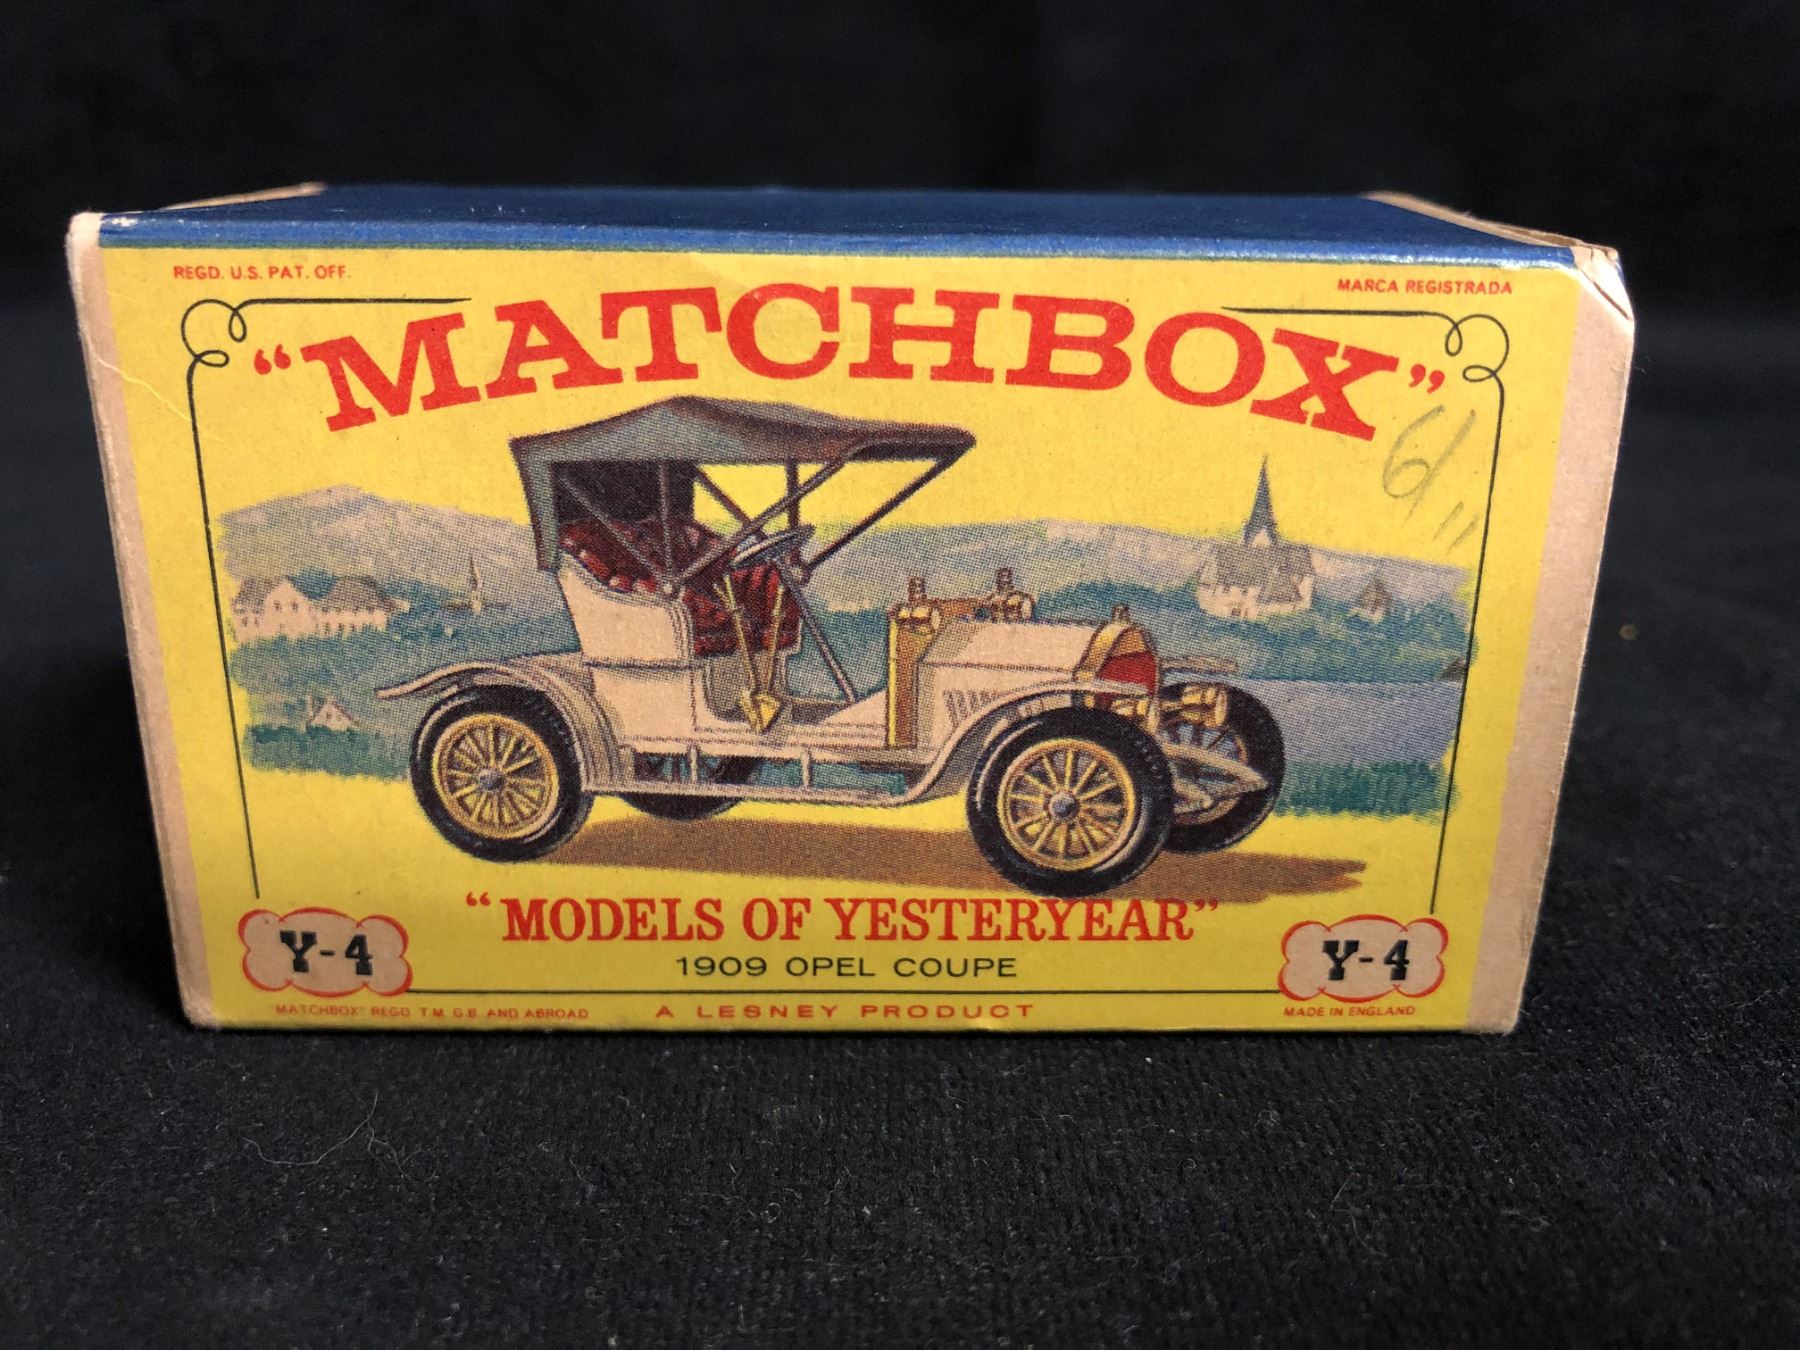 REGD. U.S. PAT. OFF.
MARCA REGISTRADA
“MATCHBOX”
6/11
“MODELS OF YESTERYEAR”
1909 OPEL COUPE
Y-4
Y-4
"MATCHBOX" REGD. T.M. G.B. AND ABROAD
A LESNEY PRODUCT
MADE IN ENGLAND